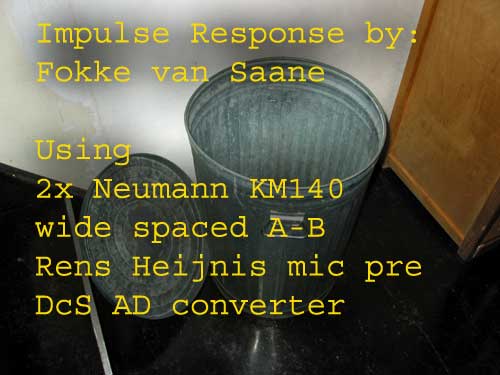 Impulse Response by:
Fokke van Saane
Using
2x Neumann KM140
wide spaced A-B
Rens Heijnis mic pre
DcS AD converter